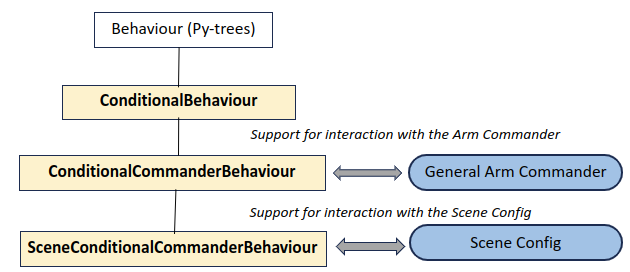 Behaviour (Py-trees)
ConditionalBehaviour
Support for interaction with the Arm Commander
ConditionalCommanderBehaviour
General Arm Commander
Support for interaction with the Scene Config
SceneConditionalCommanderBehaviour
Scene Config